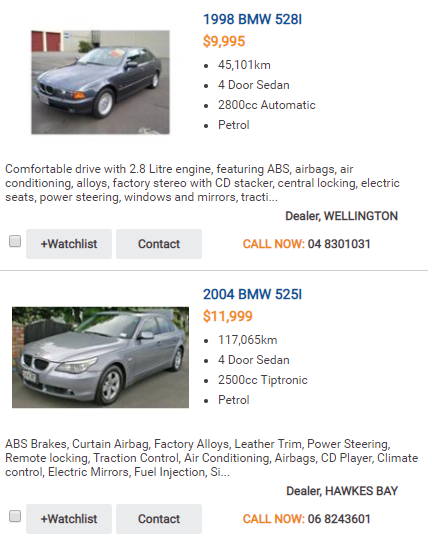 1998 BMW 528I
$9,995
45,101km
4 Door Sedan
2800cc Automatic
Petrol
Comfortable drive with 2.8 Litre engine, featuring ABS, airbags, air
conditioning, alloys, factory stereo with CD stacker, central locking, electric
seats, power steering, windows and mirrors, tracti...
Dealer, WELLINGTON
+Watchlist
Contact
CALL NOW: 04 8301031
2004 BMW 525I
$11,999
117,065km
4 Door Sedan
2500cc Tiptronic
Petrol
ABS Brakes, Curtain Airbag, Factory Alloys, Leather Trim, Power Steering,
Remote locking, Traction Control, Air Conditioning, Airbags, CD Player, Climate
control, Electric Mirrors, Fuel Injection, Si...
Dealer, HAWKES BAY
+Watchlist
Contact
CALL NOW: 06 8243601